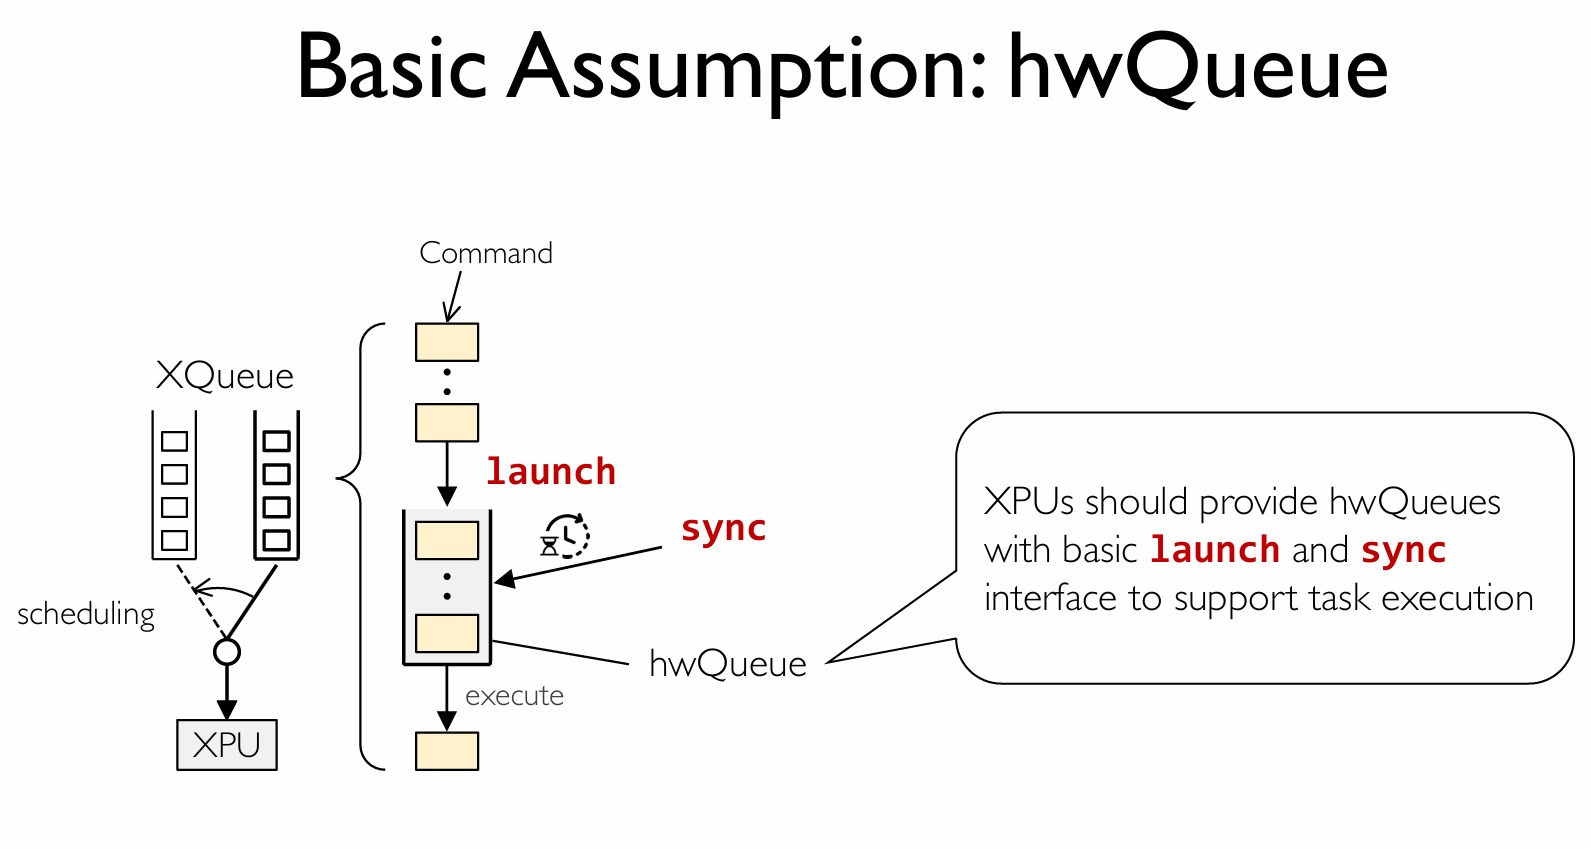 Basic Assumption: hwQueue
Command
XQueue
launch
sync
scheduling
hwQueue
execute
XPU
XPUs should provide hwQueues
with basic launch and sync
interface to support task execution